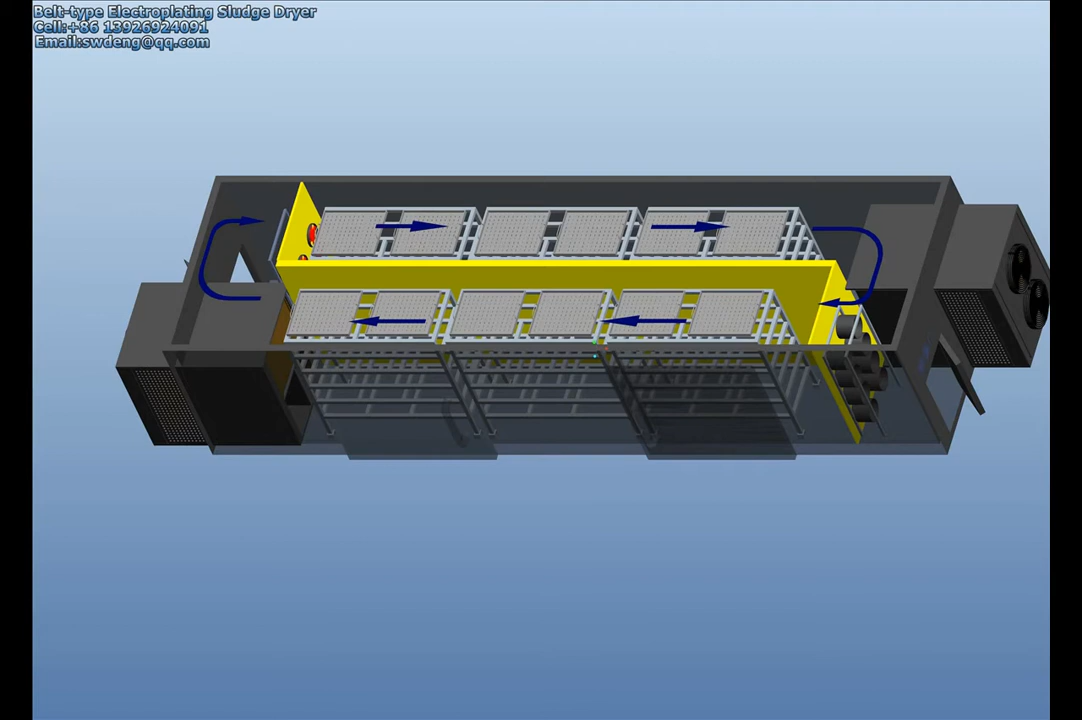 Belt-type Electroplating Sludge Dryer
Cell:+86 13926924091
Email:swdeng@qq.com